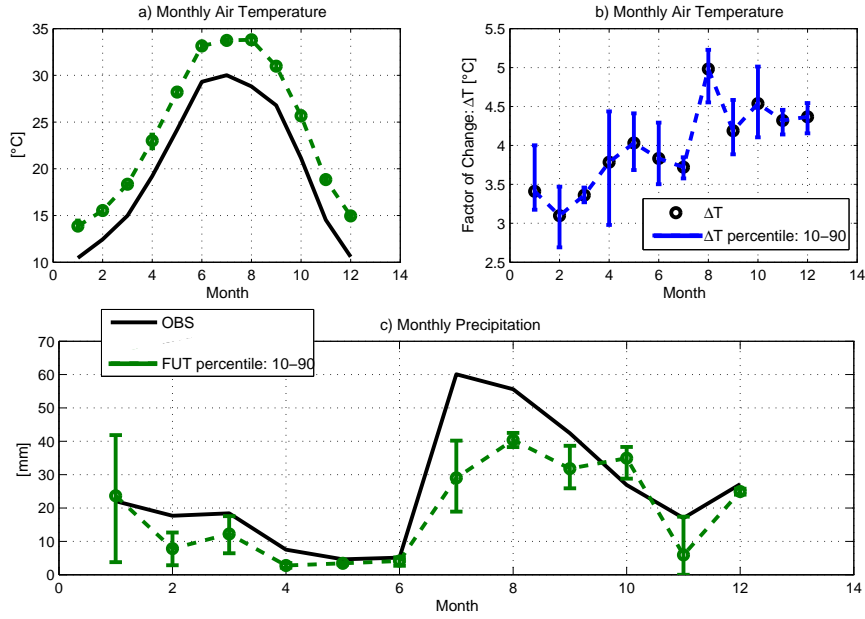 a) Monthly Air Temperature
35
30
25
20
15
10
[°C]
0 2 4 6 8 10 12 14
Month
b) Monthly Air Temperature
5.5
5
4.5
4
3.5
3
2.5
Factor of Change: ΔT [°C]
0 2 4 6 8 10 12 14
Month
ΔT
ΔT percentile: 10−90
OBS
FUT percentile: 10−90
c) Monthly Precipitation
70
60
50
40
30
20
10
0
[mm]
0 2 4 6 8 10 12 14
Month